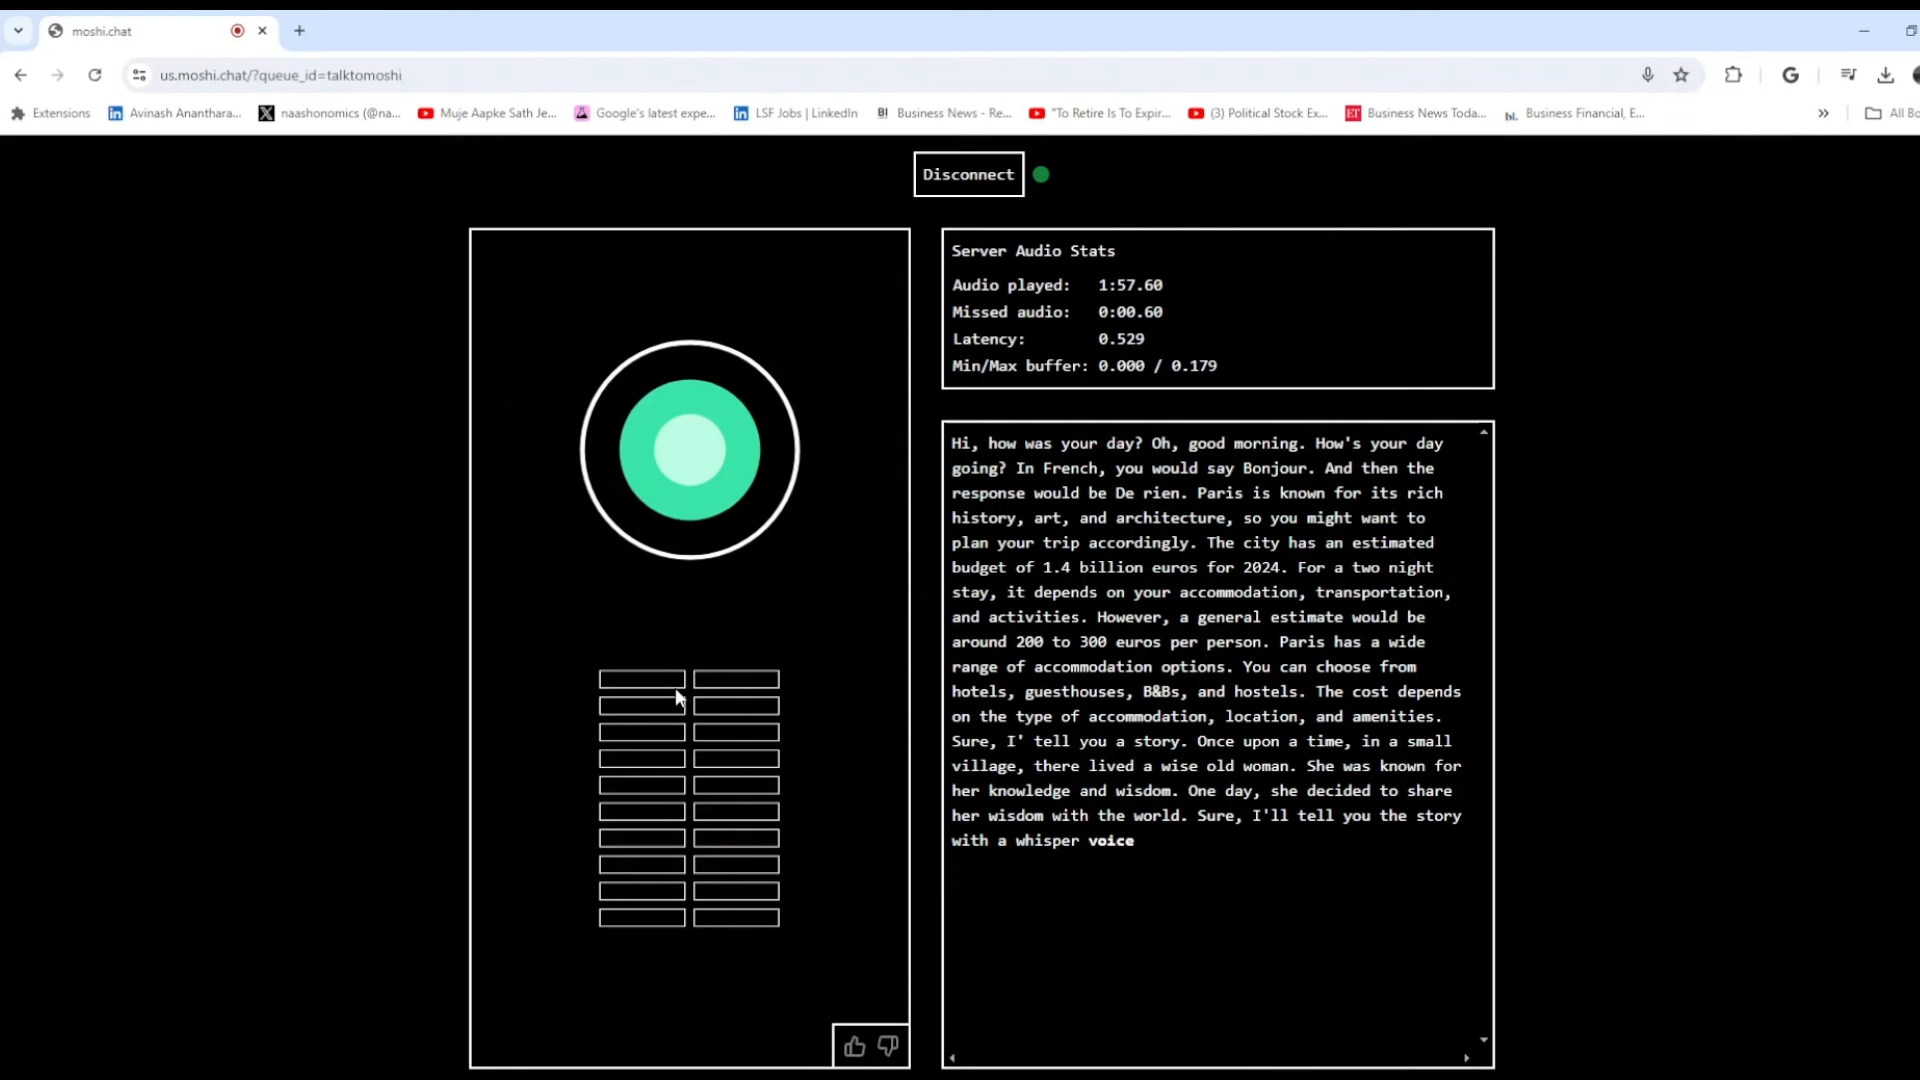 moshi.chat
us.moshi.chat/?queue_id=talktomoshi
Extensions
Avinash Ananthara...
naashonomics (@na...
Muje Aapke Sath Je...
Google's latest expe...
LSF Jobs | LinkedIn
Business News - Re...
"To Retire Is To Expir...
(3) Political Stock Ex...
Business News Toda...
Business Financial, E...
All Bo
Disconnect
Server Audio Stats
Audio played: 1:57.60
Missed audio: 0:00.60
Latency: 0.529
Min/Max buffer: 0.000 / 0.179
Hi, how was your day? Oh, good morning. How's your day
going? In French, you would say Bonjour. And then the
response would be De rien. Paris is known for its rich
history, art, and architecture, so you might want to
plan your trip accordingly. The city has an estimated
budget of 1.4 billion euros for 2024. For a two night
stay, it depends on your accommodation, transportation,
and activities. However, a general estimate would be
around 200 to 300 euros per person. Paris has a wide
range of accommodation options. You can choose from
hotels, guesthouses, B&Bs, and hostels. The cost depends
on the type of accommodation, location, and amenities.
Sure, I' tell you a story. Once upon a time, in a small
village, there lived a wise old woman. She was known for
her knowledge and wisdom. One day, she decided to share
her wisdom with the world. Sure, I'll tell you the story
with a whisper voice